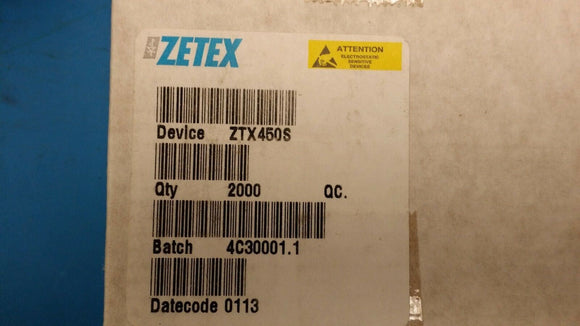 ZETEX
ATTENTION
ELECTROSTATIC
SENSITIVE
DEVICES
Device ZTX450S
Qty 2000 QC.
Batch 4C30001.1
Datecode 0113